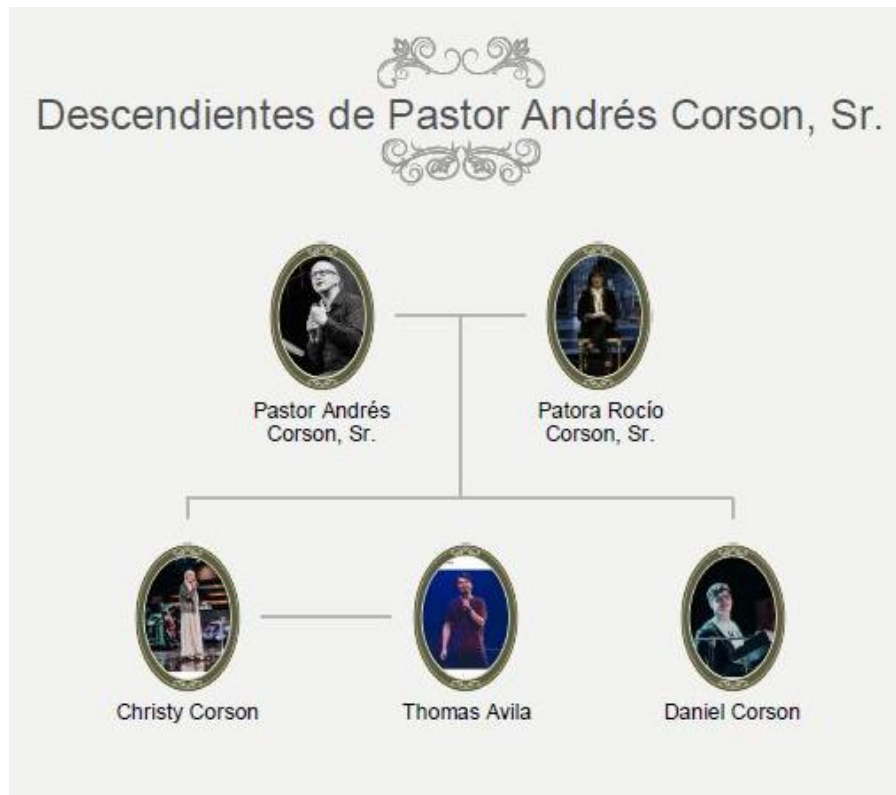 Descendientes de Pastor Andrés Corson, Sr.
Pastor Andrés
Corson, Sr.
Patora Rocío
Corson, Sr.
Christy Corson
Thomas Avila
Daniel Corson